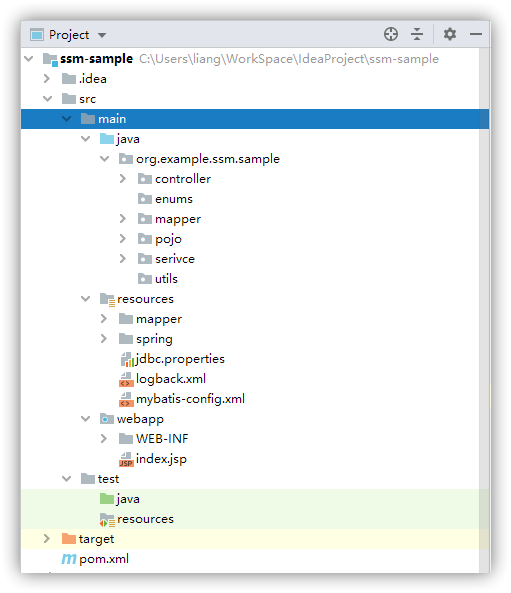 Project
ssm-sample C:\Users\liang\WorkSpace\IdeaProject\ssm-sample
.idea
src
main
java
org.example.ssm.sample
controller
enums
mapper
pojo
serivce
utils
resources
mapper
spring
jdbc.properties
logback.xml
mybatis-config.xml
webapp
WEB-INF
index.jsp
test
java
resources
target
pom.xml